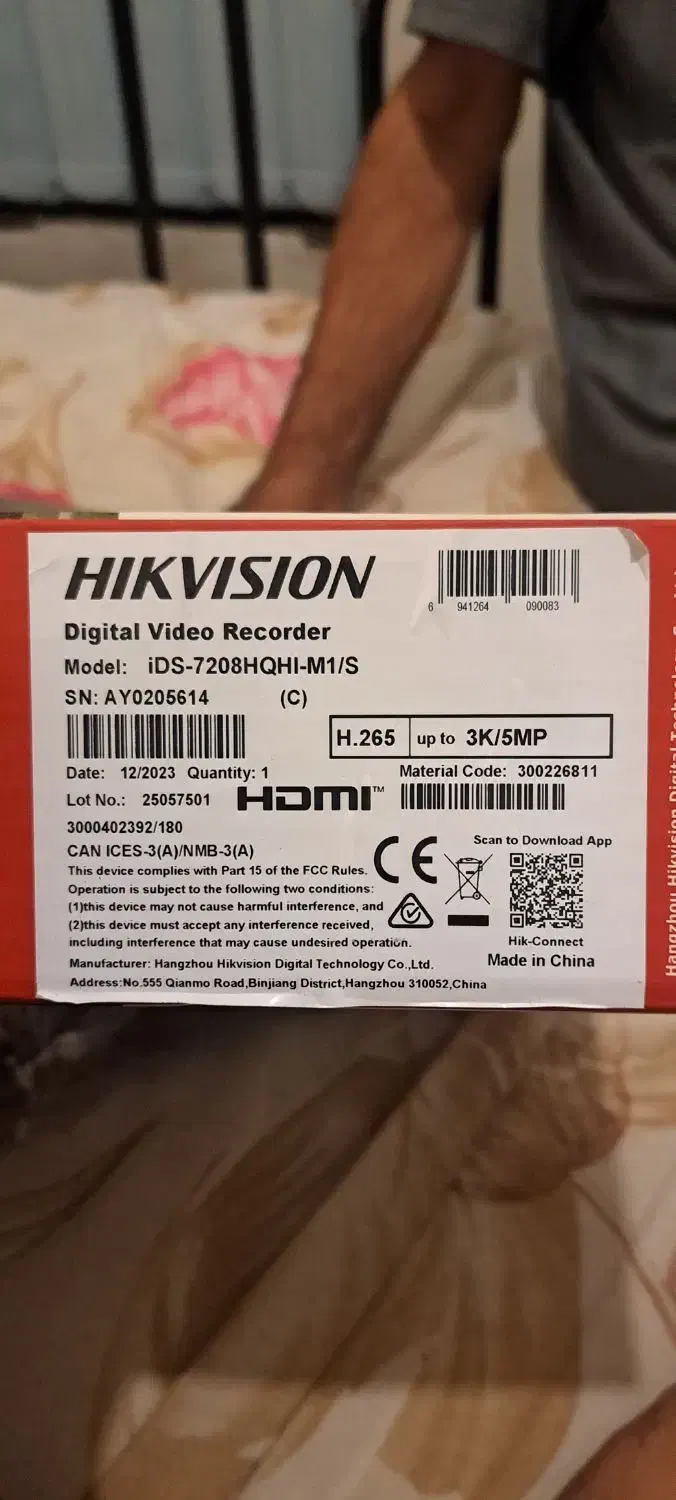 HIKVISION
6 941264 090083
Digital Video Recorder
Model: iDS-7208HQHI-M1/S
SN: AY0205614 (C)
H.265 up to 3K/5MP
Date: 12/2023 Quantity: 1
Material Code: 300226811
Lot No.: 25057501
HDMI™
3000402392/180
CAN ICES-3(A)/NMB-3(A)
This device complies with Part 15 of the FCC Rules.
Operation is subject to the following two conditions:
(1)this device may not cause harmful interference, and
(2)this device must accept any interference received,
including interference that may cause undesired operation.
CE
Scan to Download App
Hik-Connect
Made in China
Manufacturer: Hangzhou Hikvision Digital Technology Co.,Ltd.
Address:No.555 Qianmo Road,Binjiang District,Hangzhou 310052,China
Hangzhou Hikvision Digital Technology